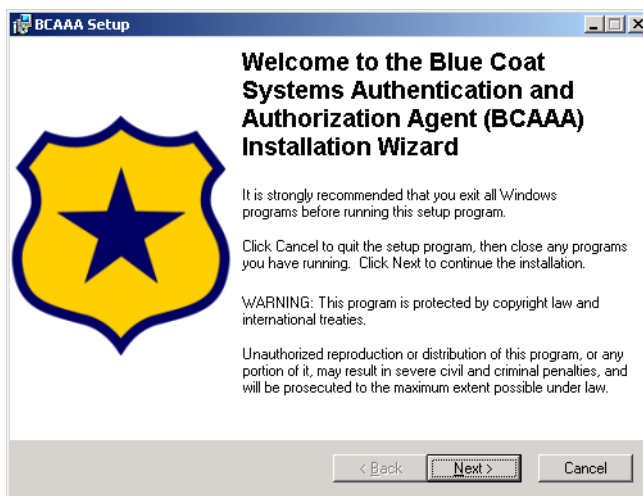 BCAAA Setup
Welcome to the Blue Coat
Systems Authentication and
Authorization Agent (BCAAA)
Installation Wizard
It is strongly recommended that you exit all Windows
programs before running this setup program.
Click Cancel to quit the setup program, then close any programs
you have running. Click Next to continue the installation.
WARNING: This program is protected by copyright law and
international treaties.
Unauthorized reproduction or distribution of this program, or any
portion of it, may result in severe civil and criminal penalties, and
will be prosecuted to the maximum extent possible under law.
< Back Next > Cancel